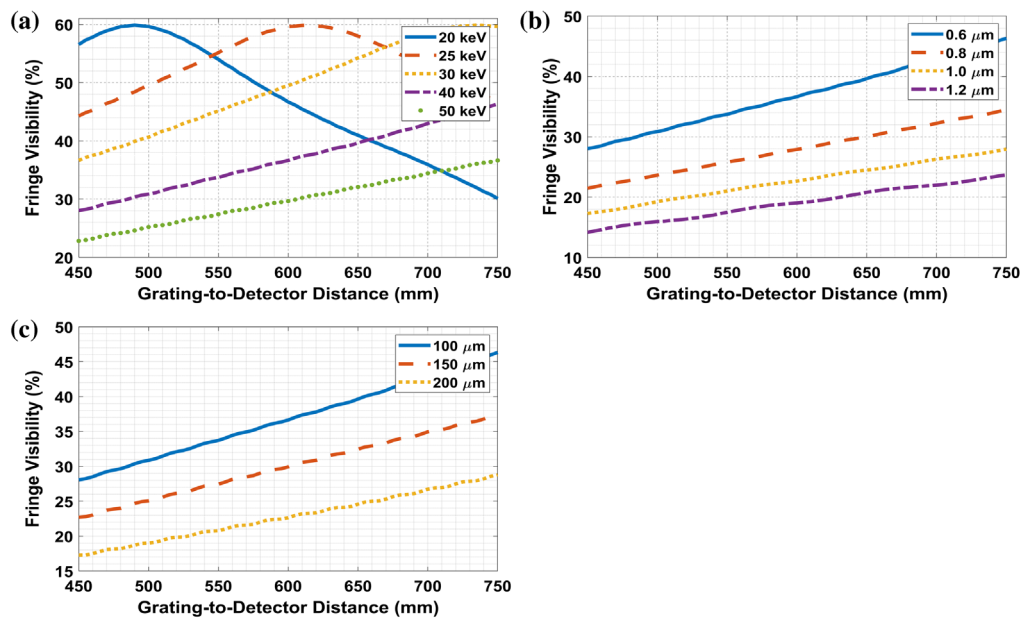 (a)
60
50
40
30
20
Fringe Visibility (%)
20 keV
25 keV
30 keV
40 keV
50 keV
450 500 550 600 650 700 750
Grating-to-Detector Distance (mm)
(b)
50
40
30
20
10
Fringe Visibility (%)
0.6 μm
0.8 μm
1.0 μm
1.2 μm
450 500 550 600 650 700 750
Grating-to-Detector Distance (mm)
(c)
50
45
40
35
30
25
20
15
Fringe Visibility (%)
100 μm
150 μm
200 μm
450 500 550 600 650 700 750
Grating-to-Detector Distance (mm)